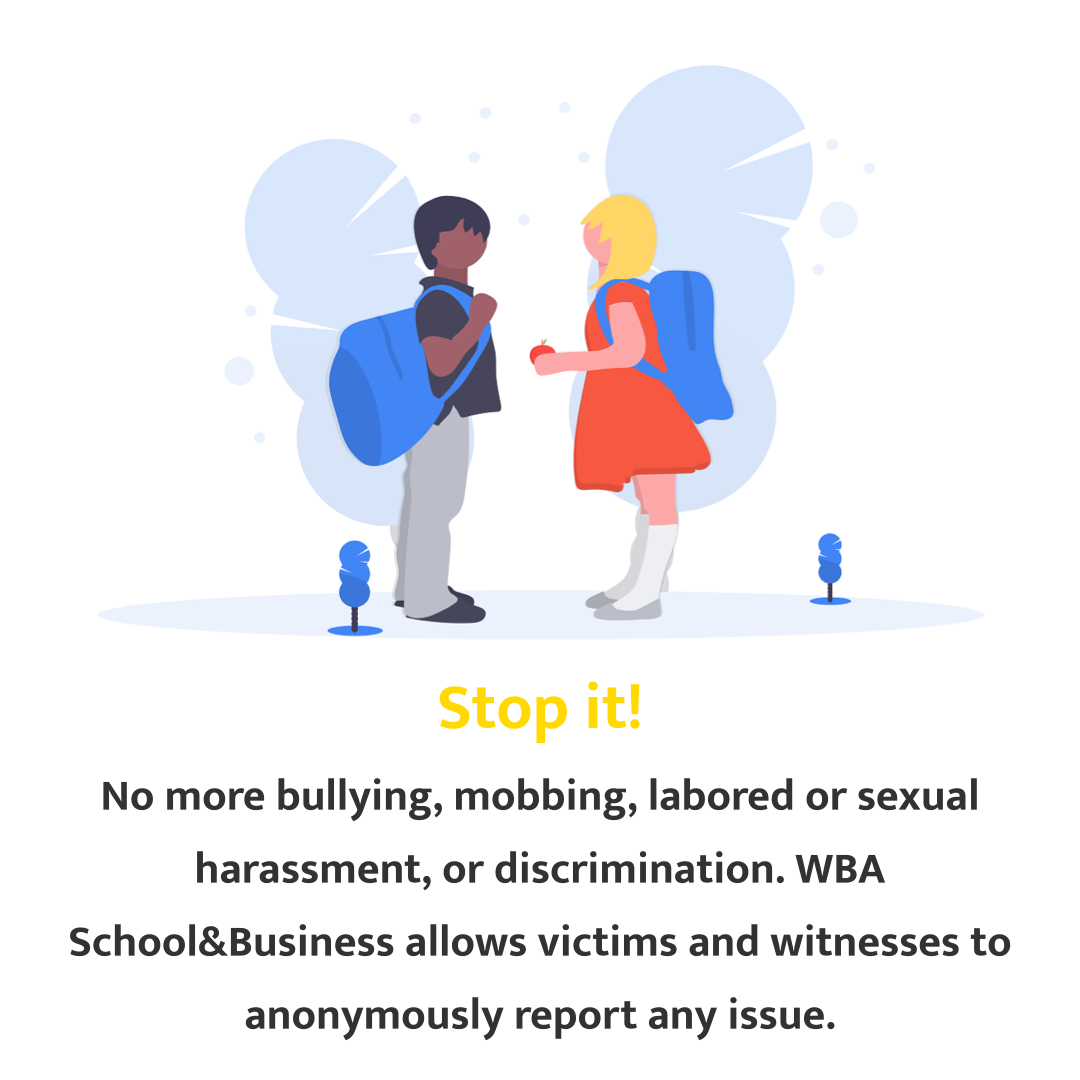 Stop it!
No more bullying, mobbing, labored or sexual
harassment, or discrimination. WBA
School&Business allows victims and witnesses to
anonymously report any issue.